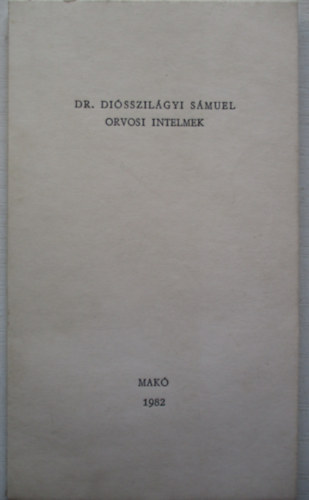 DR. DIÓSSZILÁGYI SÁMUEL
ORVOSI INTELMEK
MAKÓ
1982